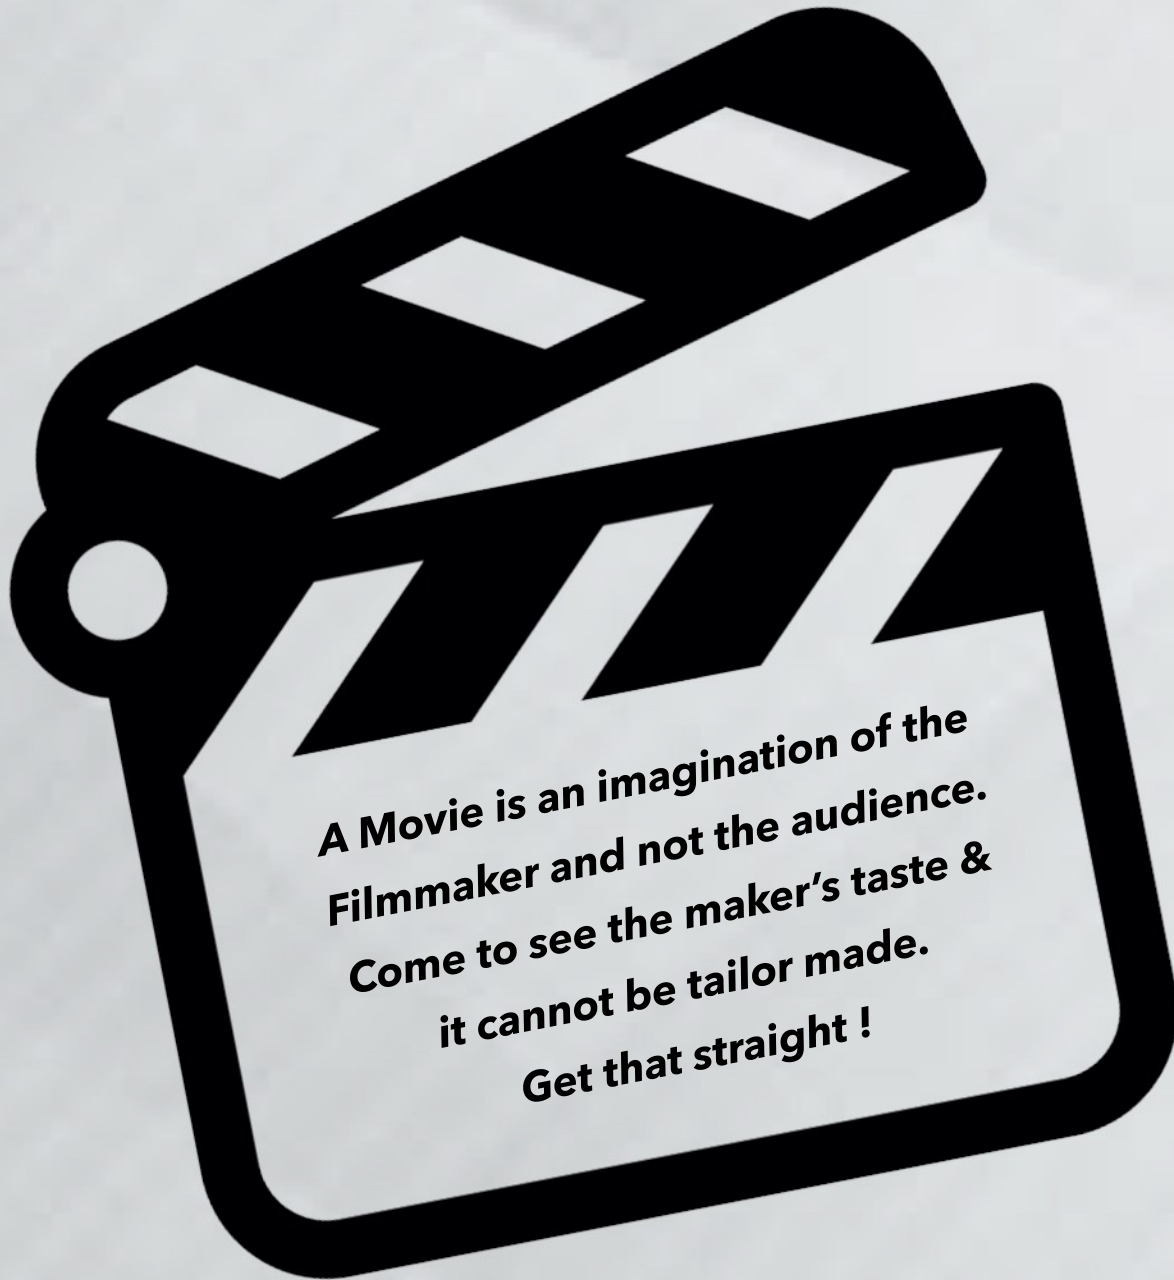 A Movie is an imagination of the
Filmmaker and not the audience.
Come to see the maker’s taste &
it cannot be tailor made.
Get that straight !